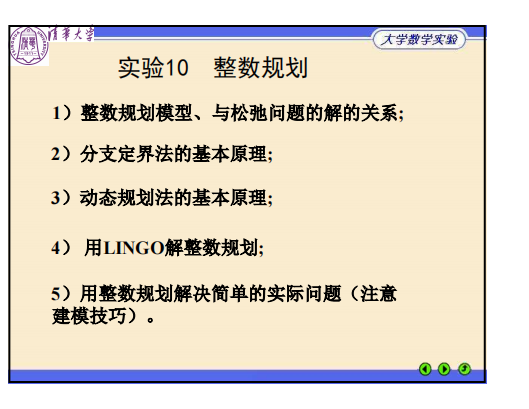 清华大学
大学数学实验
实验10 整数规划
1）整数规划模型、与松弛问题的解的关系;
2）分支定界法的基本原理;
3）动态规划法的基本原理;
4） 用LINGO解整数规划;
5）用整数规划解决简单的实际问题（注意
建模技巧）。